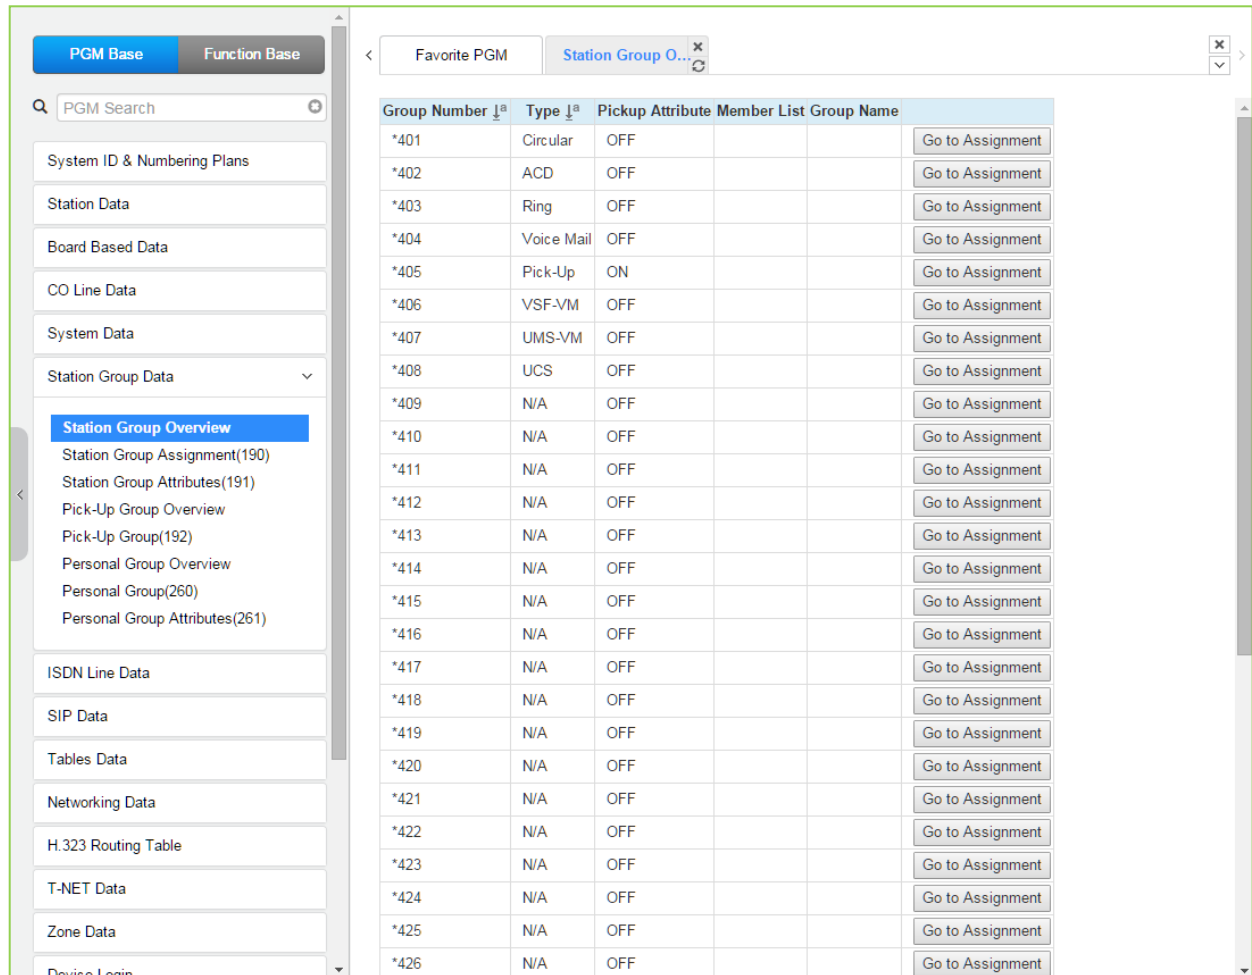 PGM Base Function Base
PGM Search
System ID & Numbering Plans
Station Data
Board Based Data
CO Line Data
System Data
Station Group Data
Station Group Overview
Station Group Assignment(190)
Station Group Attributes(191)
Pick-Up Group Overview
Pick-Up Group(192)
Personal Group Overview
Personal Group(260)
Personal Group Attributes(261)
ISDN Line Data
SIP Data
Tables Data
Networking Data
H.323 Routing Table
T-NET Data
Zone Data
Device Login
Favorite PGM Station Group O...
Group Number Type Pickup Attribute Member List Group Name
*401 Circular OFF Go to Assignment
*402 ACD OFF Go to Assignment
*403 Ring OFF Go to Assignment
*404 Voice Mail OFF Go to Assignment
*405 Pick-Up ON Go to Assignment
*406 VSF-VM OFF Go to Assignment
*407 UMS-VM OFF Go to Assignment
*408 UCS OFF Go to Assignment
*409 N/A OFF Go to Assignment
*410 N/A OFF Go to Assignment
*411 N/A OFF Go to Assignment
*412 N/A OFF Go to Assignment
*413 N/A OFF Go to Assignment
*414 N/A OFF Go to Assignment
*415 N/A OFF Go to Assignment
*416 N/A OFF Go to Assignment
*417 N/A OFF Go to Assignment
*418 N/A OFF Go to Assignment
*419 N/A OFF Go to Assignment
*420 N/A OFF Go to Assignment
*421 N/A OFF Go to Assignment
*422 N/A OFF Go to Assignment
*423 N/A OFF Go to Assignment
*424 N/A OFF Go to Assignment
*425 N/A OFF Go to Assignment
*426 N/A OFF Go to Assignment